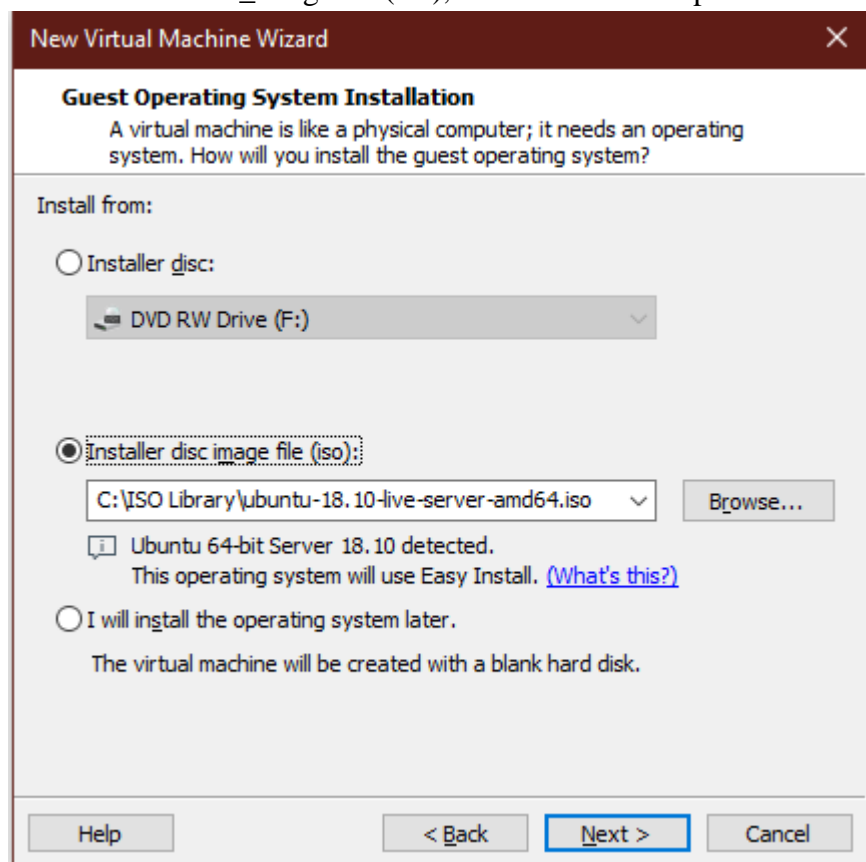 New Virtual Machine Wizard
Guest Operating System Installation
A virtual machine is like a physical computer; it needs an operating
system. How will you install the guest operating system?
Install from:
Installer disc:
DVD RW Drive (F:)
Installer disc image file (iso):
C:\ISO Library\ubuntu-18.10-live-server-amd64.iso
Browse...
Ubuntu 64-bit Server 18.10 detected.
This operating system will use Easy Install. (What's this?)
I will install the operating system later.
The virtual machine will be created with a blank hard disk.
Help
< Back
Next >
Cancel